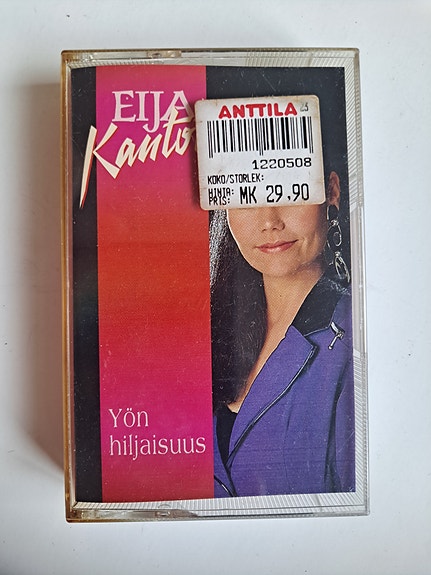 EIJA
Kanto
ANTTILA
1220508
KOKO/STORLEK:
HINTA:
PRIS: MK 29,90
Yön
hiljaisuus